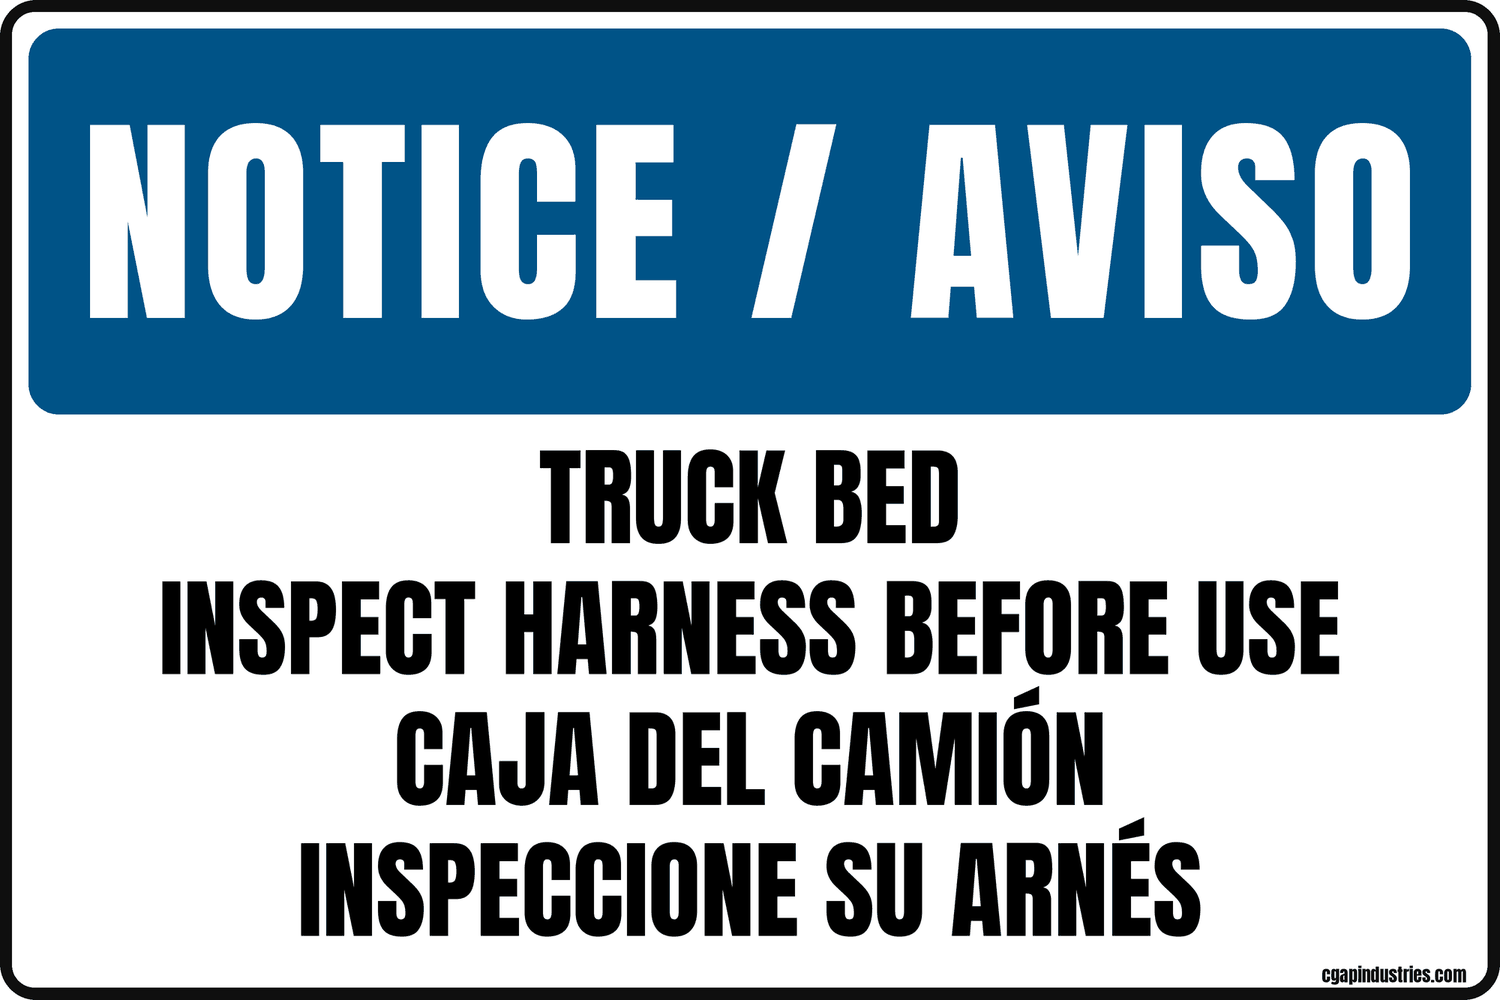 NOTICE / AVISO
TRUCK BED
INSPECT HARNESS BEFORE USE
CAJA DEL CAMIÓN
INSPECCIONE SU ARNÉS
cgapindustries.com